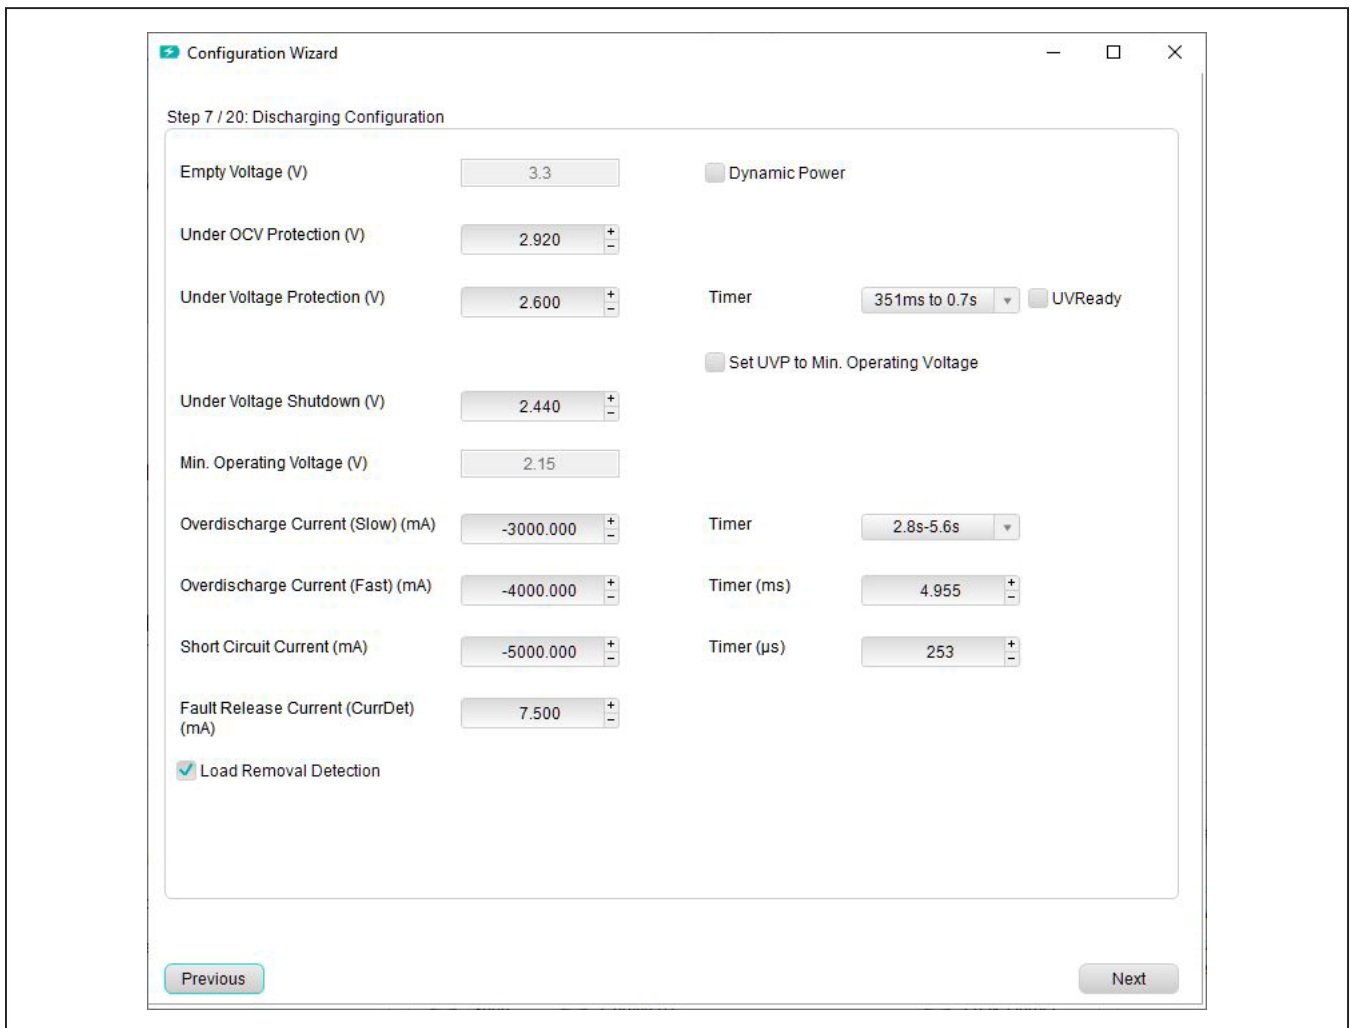 Configuration Wizard
Step 7 / 20: Discharging Configuration
Empty Voltage (V) 3.3 Dynamic Power
Under OCV Protection (V) 2.920
Under Voltage Protection (V) 2.600 Timer 351ms to 0.7s UVReady
Set UVP to Min. Operating Voltage
Under Voltage Shutdown (V) 2.440
Min. Operating Voltage (V) 2.15
Overdischarge Current (Slow) (mA) -3000.000 Timer 2.8s-5.6s
Overdischarge Current (Fast) (mA) -4000.000 Timer (ms) 4.955
Short Circuit Current (mA) -5000.000 Timer (µs) 253
Fault Release Current (CurrDet) 7.500
(mA)
Load Removal Detection
Previous Next